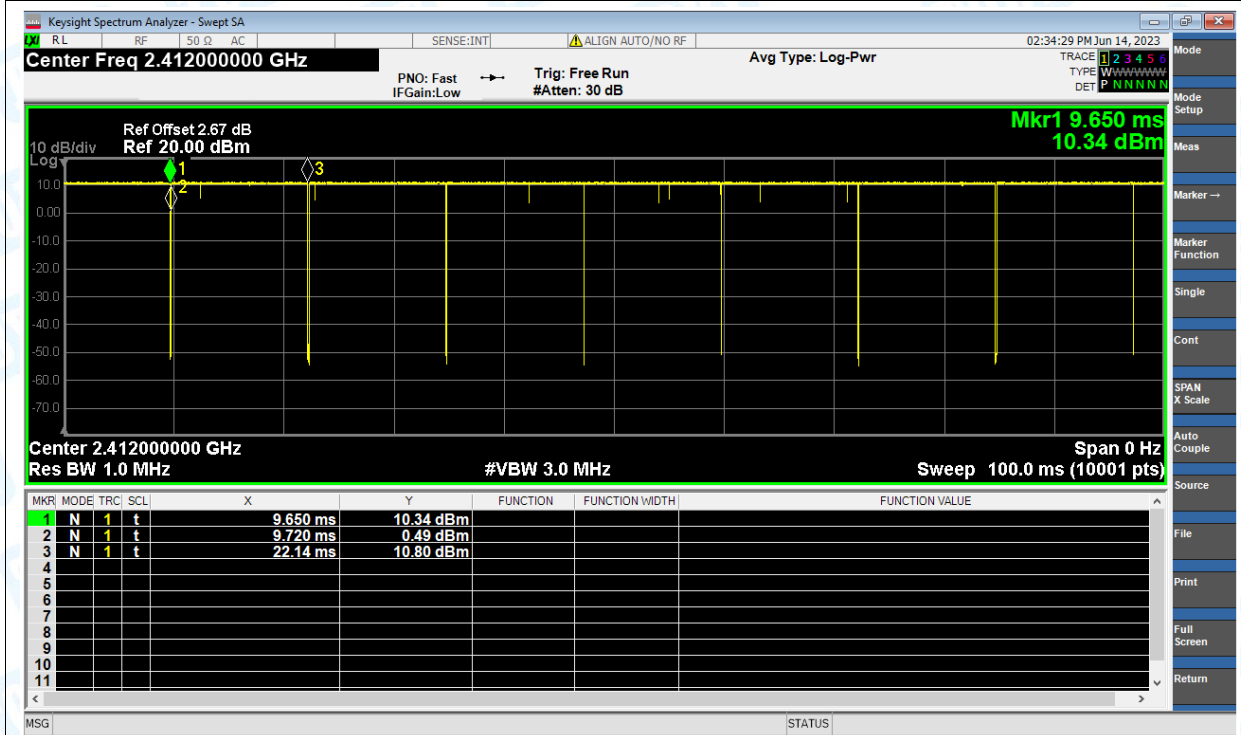 Keysight Spectrum Analyzer - Swept SA
LXI RL RF 50 Ω AC SENSE:INT ALIGN AUTO/NO RF 02:34:29 PM Jun 14, 2023
Center Freq 2.412000000 GHz
PNO: Fast
IFGain:Low
Trig: Free Run
#Atten: 30 dB
Avg Type: Log-Pwr
TRACE 1 2 3 4 5 6
TYPE WWWWWW
DET P N N N N N
Ref Offset 2.67 dB
10 dB/div Ref 20.00 dBm
Log
Mkr1 9.650 ms
10.34 dBm
1
2
3
10.0
0.00
-10.0
-20.0
-30.0
-40.0
-50.0
-60.0
-70.0
Center 2.412000000 GHz Span 0 Hz
Res BW 1.0 MHz #VBW 3.0 MHz Sweep 100.0 ms (10001 pts)
MKR MODE TRC SCL X Y FUNCTION FUNCTION WIDTH FUNCTION VALUE
1 N 1 t 9.650 ms 10.34 dBm
2 N 1 t 9.720 ms 0.49 dBm
3 N 1 t 22.14 ms 10.80 dBm
4
5
6
7
8
9
10
11
MSG STATUS
Mode
Mode
Setup
Meas
Marker →
Marker
Function
Single
Cont
SPAN
X Scale
Auto
Couple
Source
File
Print
Full
Screen
Return